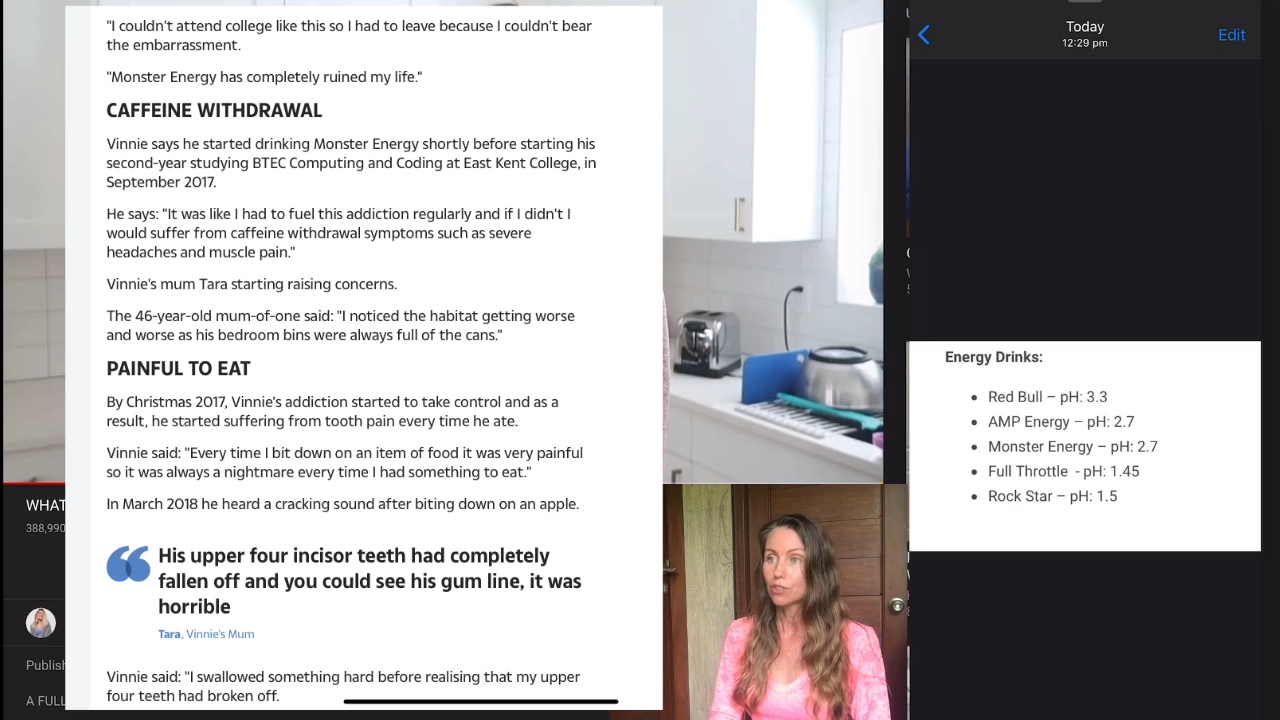 "I couldn't attend college like this so I had to leave because I couldn't bear
the embarrassment.
"Monster Energy has completely ruined my life."
CAFFEINE WITHDRAWAL
Vinnie says he started drinking Monster Energy shortly before starting his
second-year studying BTEC Computing and Coding at East Kent College, in
September 2017.
He says: "It was like I had to fuel this addiction regularly and if I didn't I
would suffer from caffeine withdrawal symptoms such as severe
headaches and muscle pain."
Vinnie's mum Tara starting raising concerns.
The 46-year-old mum-of-one said: "I noticed the habitat getting worse
and worse as his bedroom bins were always full of the cans."
PAINFUL TO EAT
By Christmas 2017, Vinnie's addiction started to take control and as a
result, he started suffering from tooth pain every time he ate.
Vinnie said: "Every time I bit down on an item of food it was very painful
so it was always a nightmare every time I had something to eat."
In March 2018 he heard a cracking sound after biting down on an apple.
His upper four incisor teeth had completely
fallen off and you could see his gum line, it was
horrible
Tara, Vinnie's Mum
Vinnie said: "I swallowed something hard before realising that my upper
four teeth had broken off.
WHAT
388,990
Publish
A FULL
Today
12:29 pm
Edit
Energy Drinks:
• Red Bull – pH: 3.3
• AMP Energy – pH: 2.7
• Monster Energy – pH: 2.7
• Full Throttle - pH: 1.45
• Rock Star – pH: 1.5